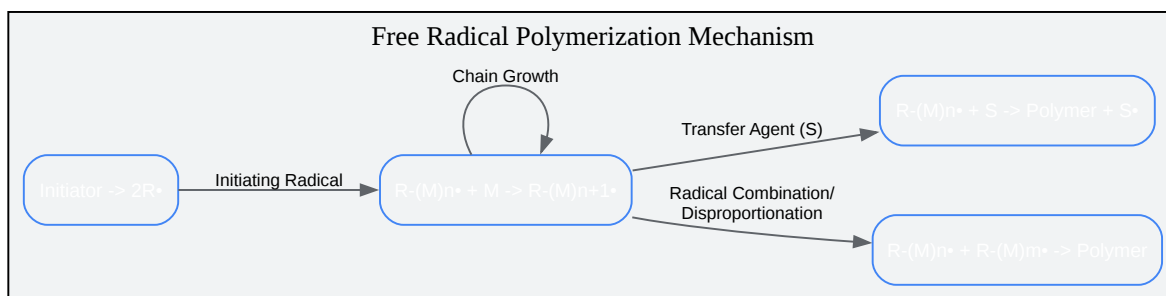 Free Radical Polymerization Mechanism
Chain Growth
R-(M)n• + S -> Polymer + S•
Transfer Agent (S)
Initiator -> 2R•
Initiating Radical
R-(M)n• + M -> R-(M)n+1•
Radical Combination/
Disproportionation
R-(M)n• + R-(M)m• -> Polymer